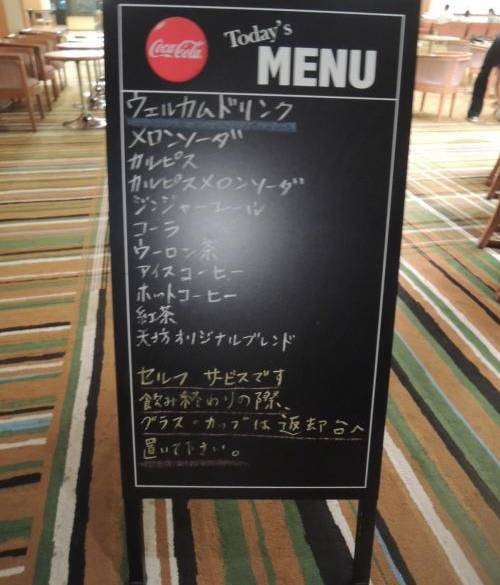 Coca-Cola
Today's
MENU
ウェルカムドリンク
メロンソーダ
カルピス
カルピスメロンソーダ
ジンジャーエール
コーラ
ウーロン茶
アイスコーヒー
ホットコーヒー
紅茶
天坊オリジナルブレンド
セルフ サービスです
飲み終わりの際、
グラス・カップは返却台へ
置いて下さい。